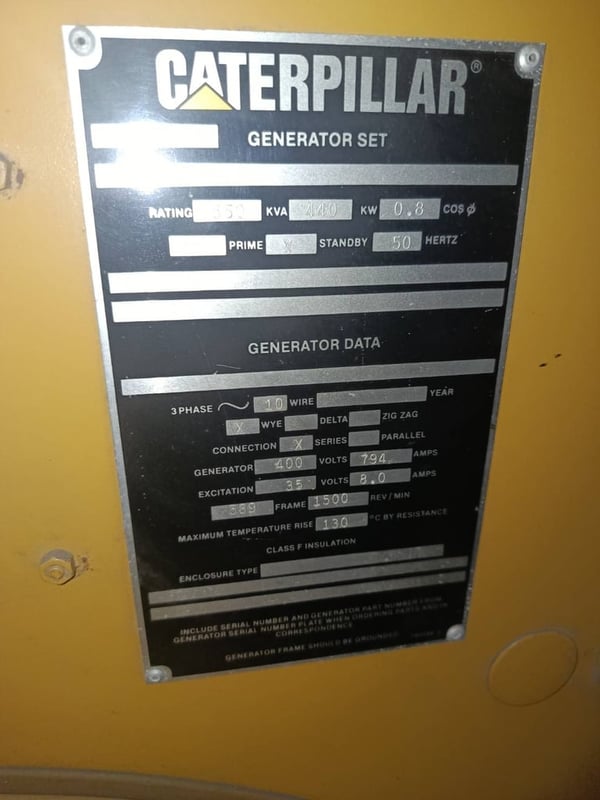 CATERPILLAR®
GENERATOR SET
RATING 550 KVA 440 KW 0.8 COS ø
PRIME X STANDBY 50 HERTZ
GENERATOR DATA
3 PHASE 10 WIRE YEAR
X WYE DELTA ZIG ZAG
CONNECTION X SERIES PARALLEL
GENERATOR 400 VOLTS 794. AMPS
EXCITATION 35 VOLTS 8.0 AMPS
589 FRAME 1500 REV/MIN
MAXIMUM TEMPERATURE RISE 130 °C BY RESISTANCE
CLASS F INSULATION
ENCLOSURE TYPE
INCLUDE SERIAL NUMBER AND GENERATOR PART NUMBER FROM
GENERATOR SERIAL NUMBER PLATE WHEN ORDERING PARTS AND/OR
CORRESPONDENCE
GENERATOR FRAME SHOULD BE GROUNDED